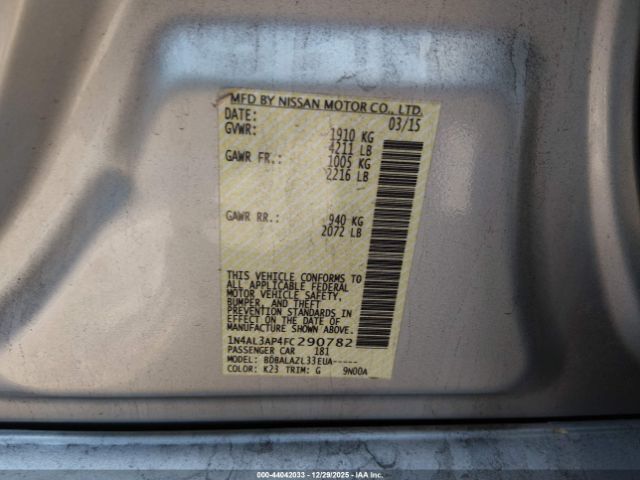 MFD BY NISSAN MOTOR CO., LTD.
DATE: 03/15
GVWR: 1910 KG
4211 LB
GAWR FR.: 1005 KG
2216 LB
GAWR RR.: 940 KG
2072 LB
THIS VEHICLE CONFORMS TO
ALL APPLICABLE FEDERAL
MOTOR VEHICLE SAFETY,
BUMPER, AND THEFT
PREVENTION STANDARDS IN
EFFECT ON THE DATE OF
MANUFACTURE SHOWN ABOVE.
1N4AL3AP4FC290782
PASSENGER CAR 181
MODEL: BDBALAZL33EUA-----
COLOR: K23 TRIM: G 9N00A
000-44042033 - 12/29/2025 - IAA Inc. Copyright